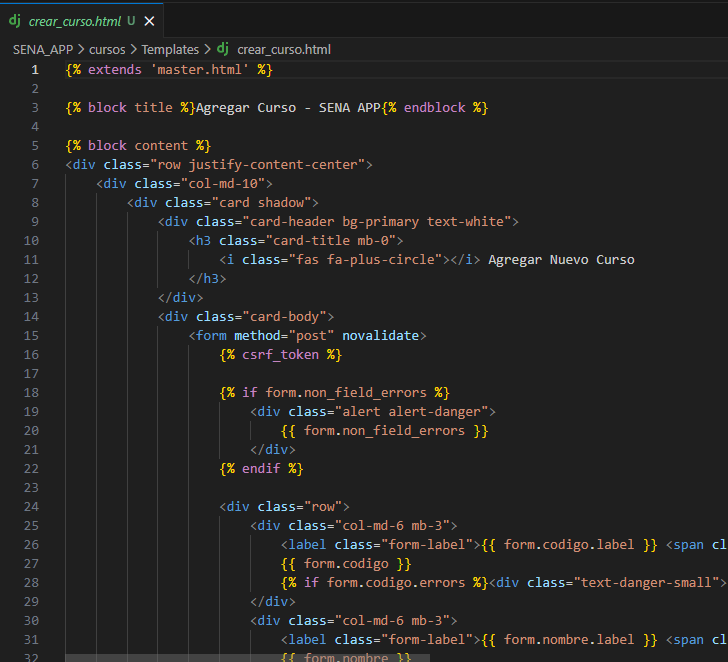 crear_curso.html U ×
SENA_APP > cursos > Templates > crear_curso.html
1 {% extends 'master.html' %}
2
3 {% block title %}Agregar Curso - SENA APP{% endblock %}
4
5 {% block content %}
6 <div class="row justify-content-center">
7 <div class="col-md-10">
8 <div class="card shadow">
9 <div class="card-header bg-primary text-white">
10 <h3 class="card-title mb-0">
11 <i class="fas fa-plus-circle"></i> Agregar Nuevo Curso
12 </h3>
13 </div>
14 <div class="card-body">
15 <form method="post" novalidate>
16 {% csrf_token %}
17
18 {% if form.non_field_errors %}
19 <div class="alert alert-danger">
20 {{ form.non_field_errors }}
21 </div>
22 {% endif %}
23
24 <div class="row">
25 <div class="col-md-6 mb-3">
26 <label class="form-label">{{ form.codigo.label }} <span cl
27 {{ form.codigo }}
28 {% if form.codigo.errors %}<div class="text-danger-small">
29 </div>
30 <div class="col-md-6 mb-3">
31 <label class="form-label">{{ form.nombre.label }} <span cl
32 {{ form.nombre }}